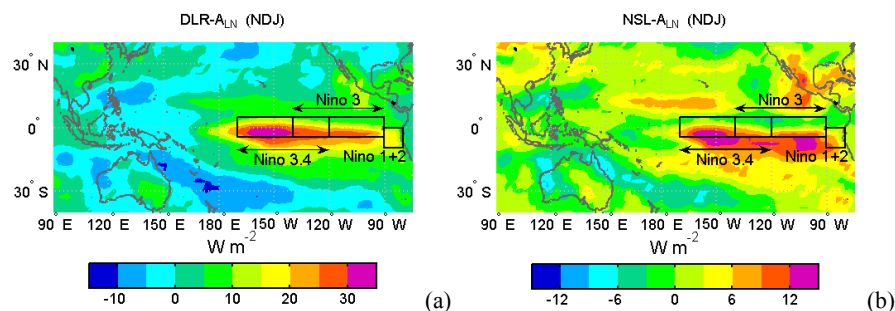 DLR-A_LN (NDJ)
30° N
0°
30° S
Nino 3
Nino 3.4
Nino 1+2
90 E 120 E 150 E 180 E 150 W 120 W 90 W
W m^-2
-10 0 10 20 30
(a)
NSL-A_LN (NDJ)
30° N
0°
30° S
Nino 3
Nino 3.4
Nino 1+2
90 E 120 E 150 E 180 E 150 W 120 W 90 W
W m^-2
-12 -6 0 6 12
(b)